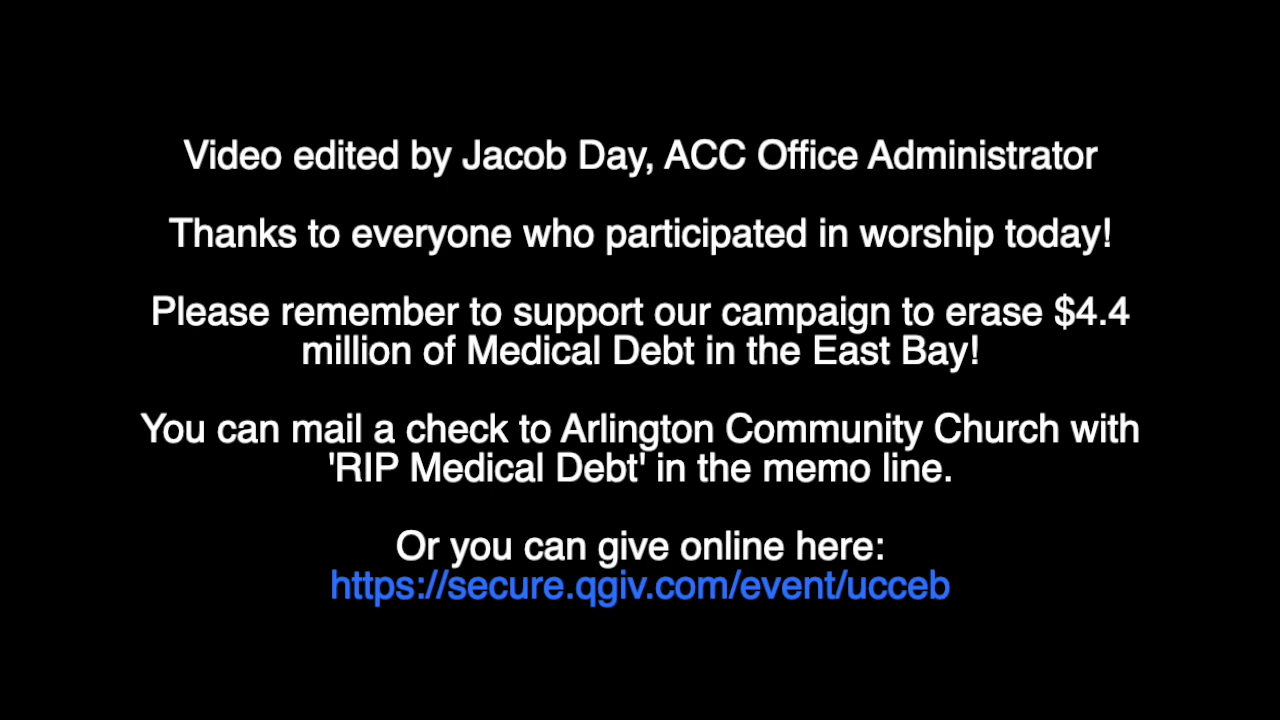 Video edited by Jacob Day, ACC Office Administrator
Thanks to everyone who participated in worship today!
Please remember to support our campaign to erase $4.4
million of Medical Debt in the East Bay!
You can mail a check to Arlington Community Church with
'RIP Medical Debt' in the memo line.
Or you can give online here:
https://secure.qgiv.com/event/ucceb